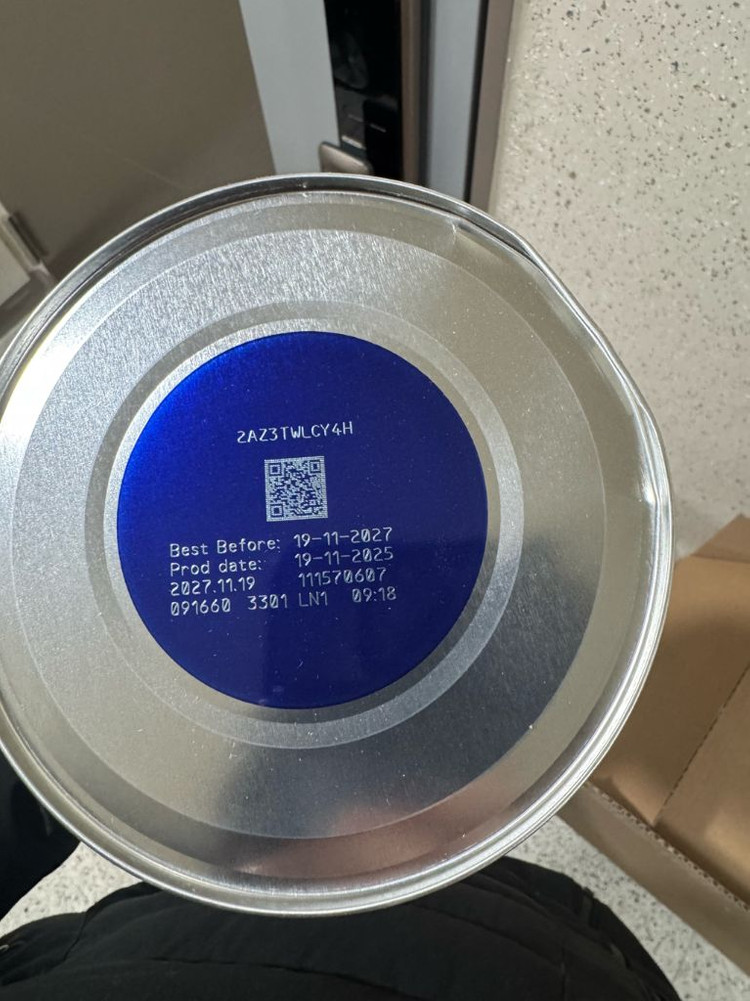 2AZ3TWLCY4H
Best Before: 19-11-2027
Prod date: 19-11-2025
2027.11.19 111570607
091660 3301 LN1 09:18